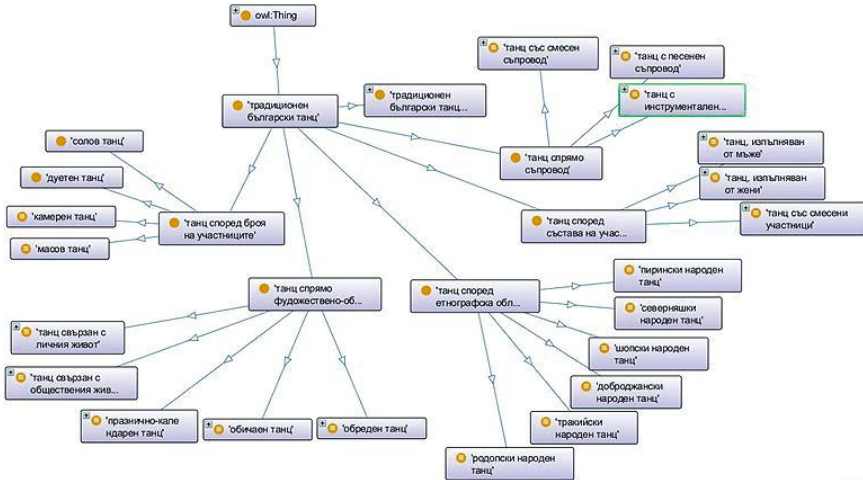 owl:Thing
'танц със смесен
съпровод'
'танц с песенен
съпровод'
'танц с
инструментален...
'традиционен
български танц'
'традиционен
български танц...
'солов танц'
'дуетен танц'
'камерен танц'
'масов танц'
'танц според броя
на участниците'
'танц спрямо
съпровод'
'танц, изпълняван
от мъже'
'танц, изпълняван
от жени'
'танц според
състава на учас...
'танц със смесени
участници'
'танц спрямо
фудожествено-об...
'танц според
етнографска обл...
'пирински народен
танц'
'северняшки
народен танц'
'шопски народен
танц'
'доброджански
народен танц'
'тракийски
народен танц'
'родопски народен
танц'
'танц свързан с
личния живот'
'танц свързан с
обществения жив...
'празнично-кале
ндарен танц'
'обичаен танц'
'обреден танц'